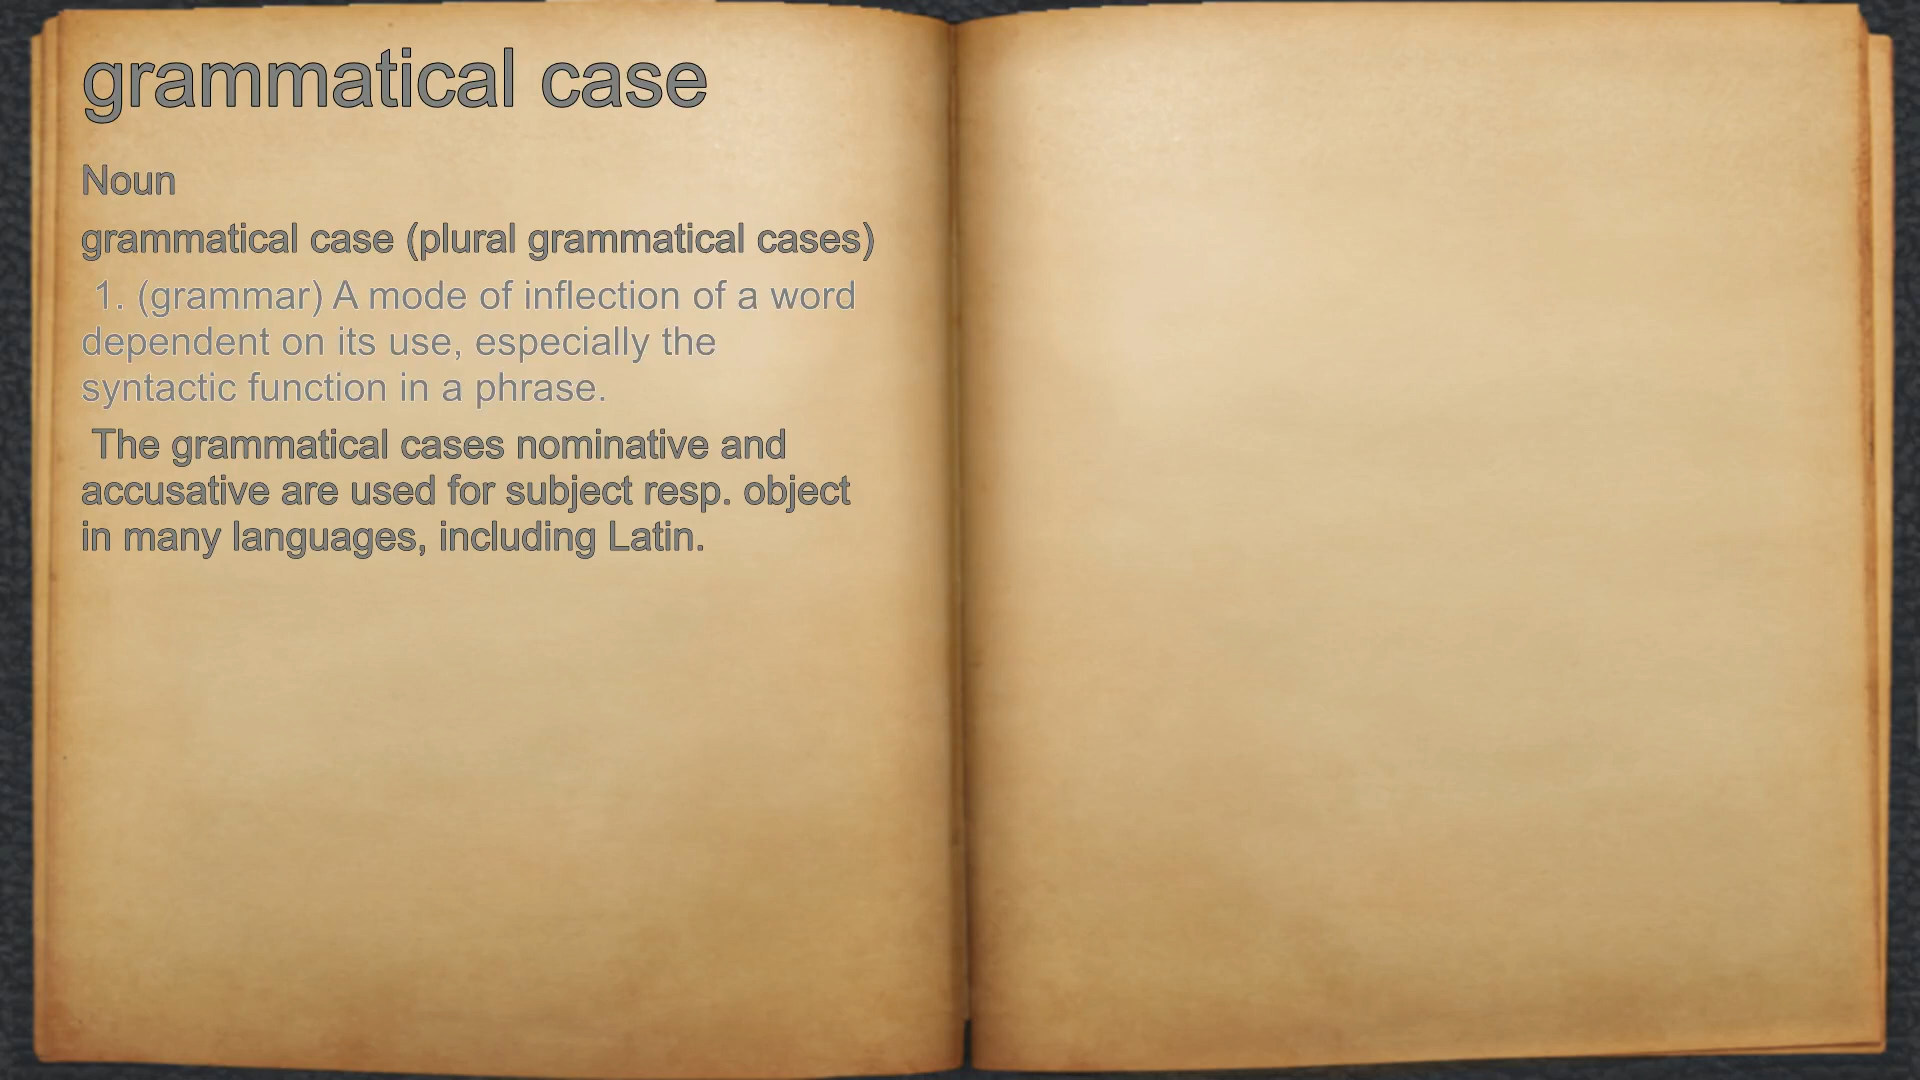 grammatical case
Noun
grammatical case (plural grammatical cases)
1. (grammar) A mode of inflection of a word
dependent on its use, especially the
syntactic function in a phrase.
The grammatical cases nominative and
accusative are used for subject resp. object
in many languages, including Latin.